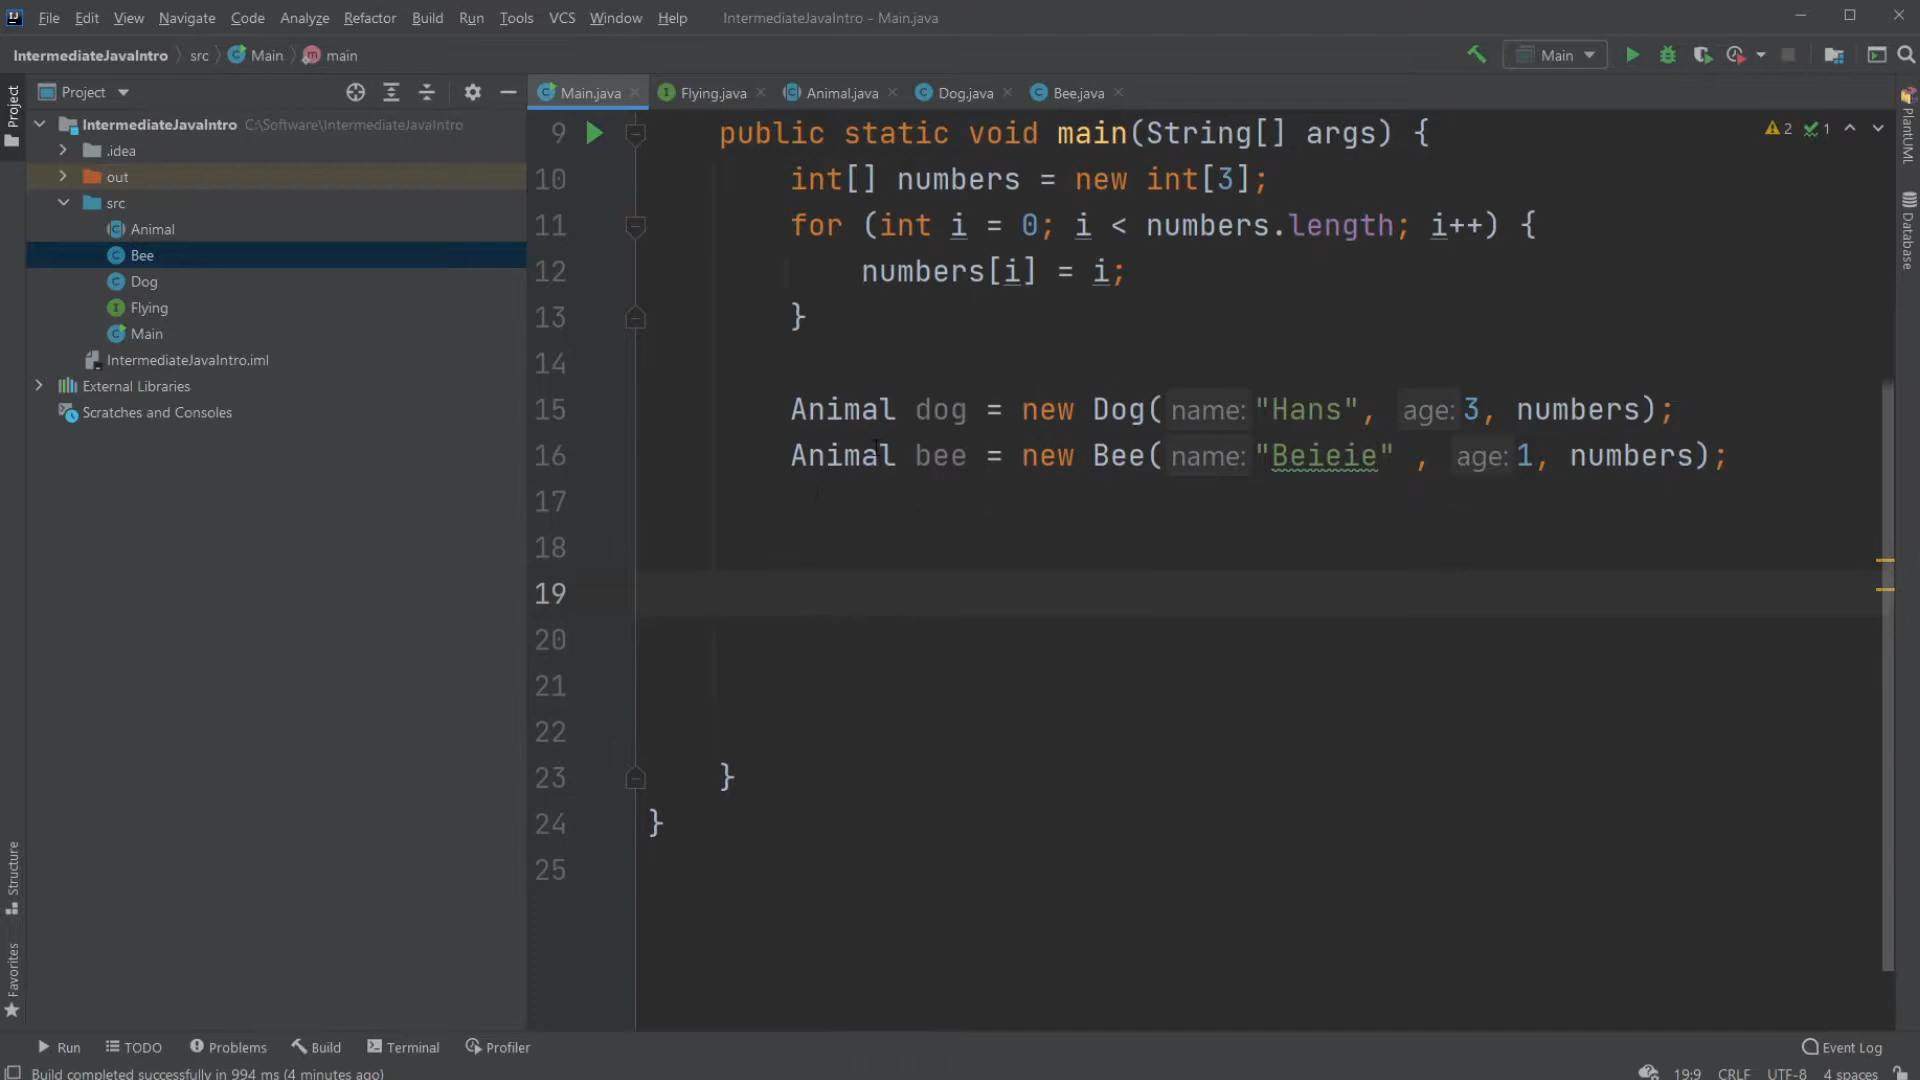 File Edit View Navigate Code Analyze Refactor Build Run Tools VCS Window Help IntermediateJavaIntro - Main.java
IntermediateJavaIntro src Main main Main
Project Project Main.java Flying.java Animal.java Dog.java Bee.java
IntermediateJavaIntro C:\Software\IntermediateJavaIntro
.idea
out
src
Animal
Bee
Dog
Flying
Main
IntermediateJavaIntro.iml
External Libraries
Scratches and Consoles
2 1
9 public static void main(String[] args) {
10 int[] numbers = new int[3];
11 for (int i = 0; i < numbers.length; i++) {
12 numbers[i] = i;
13 }
14
15 Animal dog = new Dog( name: "Hans", age: 3, numbers);
16 Animal bee = new Bee( name: "Beieie" , age: 1, numbers);
17
18
19
20
21
22
23 }
24 }
25
PlantUML
Database
Structure
Favorites
Run TODO Problems Build Terminal Profiler Event Log
Build completed successfully in 994 ms (4 minutes ago) 19:9 CRLF UTF-8 4 spaces